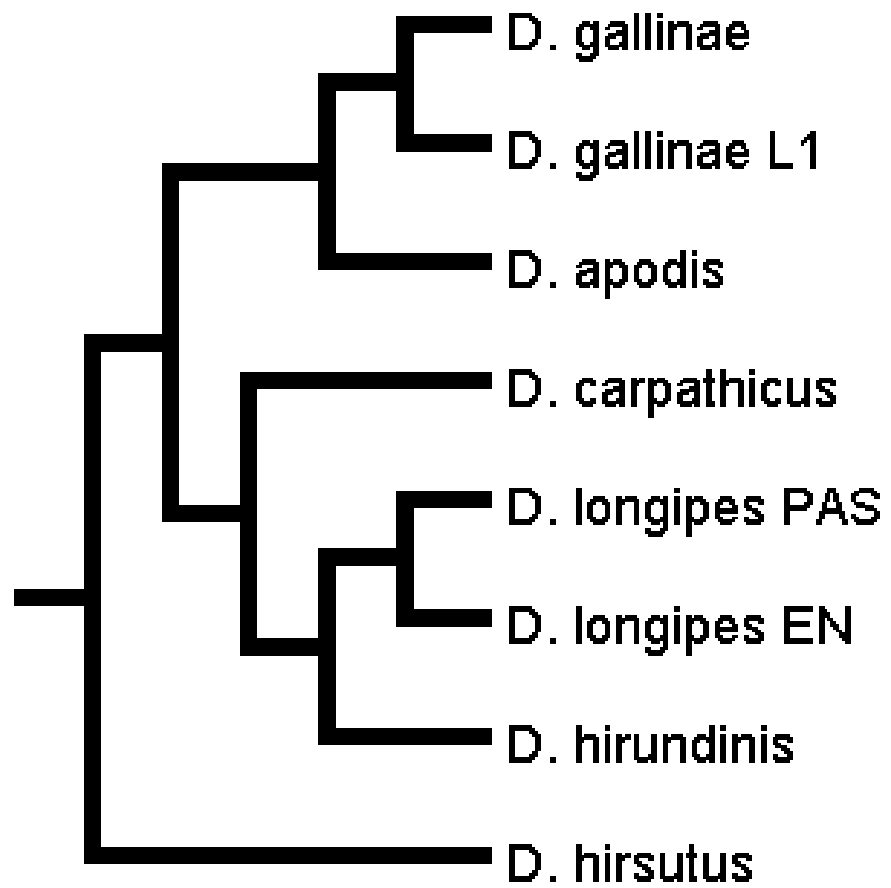 D. gallinae
D. gallinae L1
D. apodis
D. carpathicus
D. longipes PAS
D. longipes EN
D. hirundinis
D. hirsutus